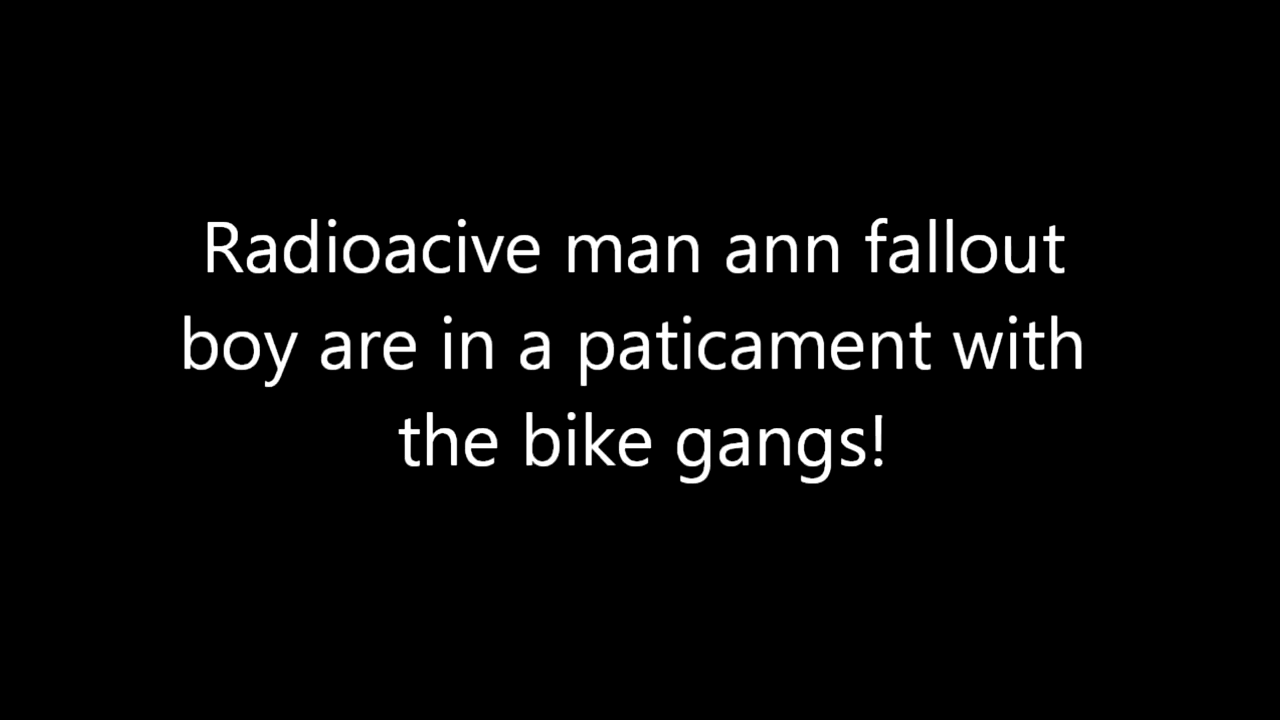 Radioacive man ann fallout
boy are in a paticament with
the bike gangs!